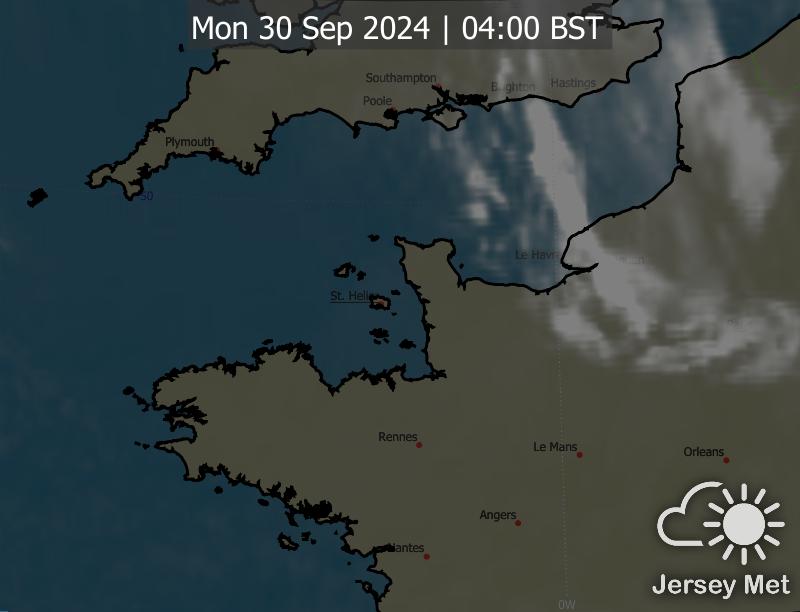 Mon 30 Sep 2024 | 04:00 BST
Southampton
Brighton
Hastings
Poole
Plymouth
50
Le Havre
St. Helier
Rennes
Le Mans
Orleans
Angers
Nantes
Jersey Met
0W